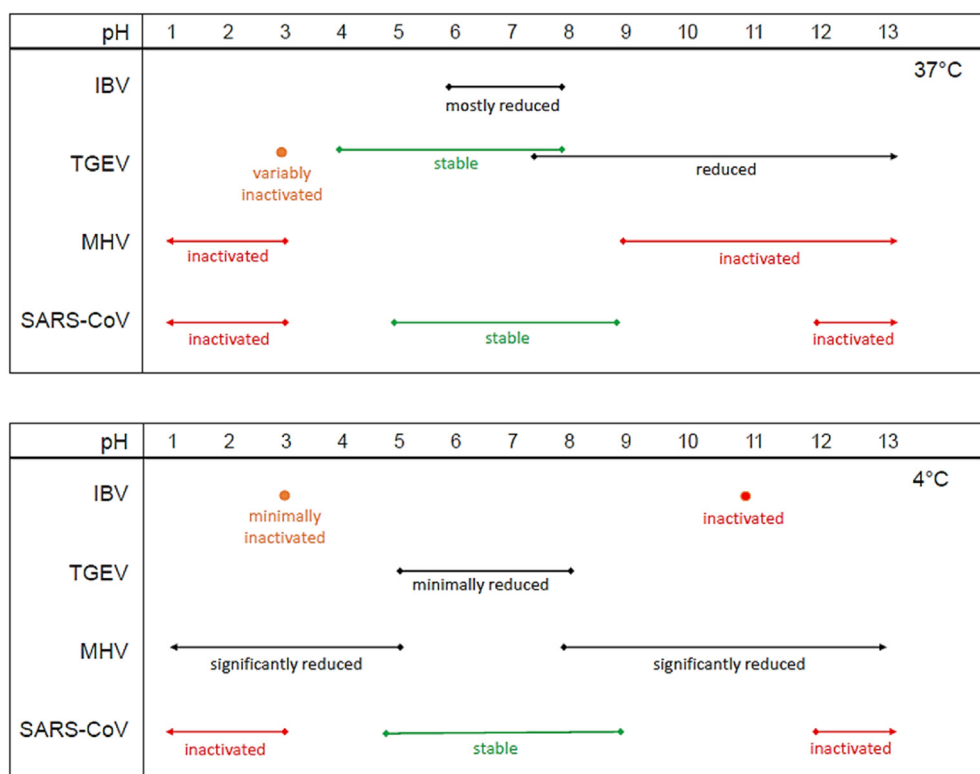 pH 1 2 3 4 5 6 7 8 9 10 11 12 13
37°C
IBV
mostly reduced
TGEV
variably
inactivated
stable
reduced
MHV
inactivated
inactivated
SARS-CoV
inactivated
stable
inactivated
pH 1 2 3 4 5 6 7 8 9 10 11 12 13
4°C
IBV
minimally
inactivated
inactivated
TGEV
minimally reduced
MHV
significantly reduced
significantly reduced
SARS-CoV
inactivated
stable
inactivated